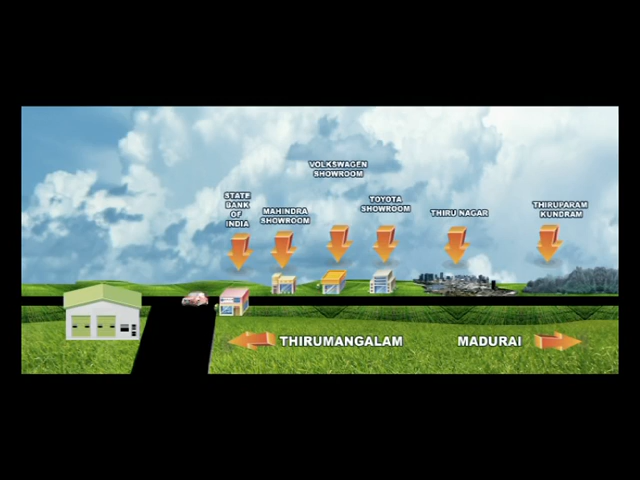 VOLKSWAGEN
SHOWROOM
STATE
BANK
OF
INDIA
MAHINDRA
SHOWROOM
TOYOTA
SHOWROOM
THIRU NAGAR
THIRUPARAM
KUNDRAM
THIRUMANGALAM
MADURAI